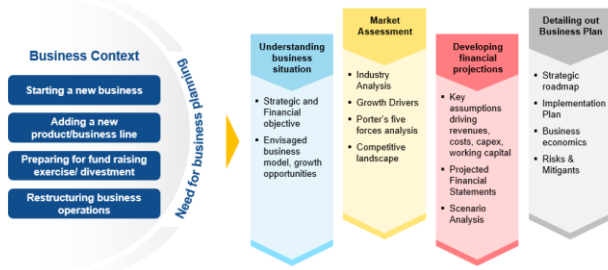 Business Context
Starting a new business
Adding a new
product/business line
Preparing for fund raising
exercise/ divestment
Restructuring business
operations
Need for business planning
Understanding
business
situation
▪ Strategic and
Financial
objective
▪ Envisaged
business
model, growth
opportunities
Market
Assessment
▪ Industry
Analysis
▪ Growth Drivers
▪ Porter's five
forces analysis
▪ Competitive
landscape
Developing
financial
projections
▪ Key
assumptions
driving
revenues,
costs, capex,
working capital
▪ Projected
Financial
Statements
▪ Scenario
Analysis
Detailing out
Business Plan
▪ Strategic
roadmap
▪ Implementation
Plan
▪ Business
economics
▪ Risks &
Mitigants